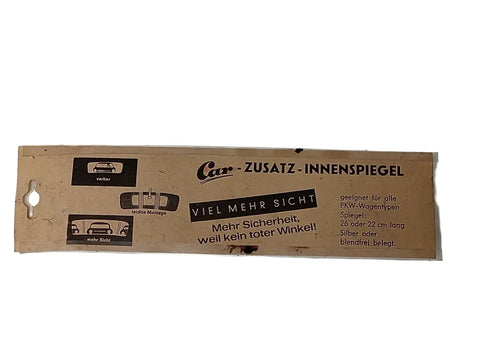 Car - ZUSATZ - INNENSPIEGEL
vorher
leichte Montage
mehr Sicht
VIEL MEHR SICHT
Mehr Sicherheit,
weil kein toter Winkel!
geeignet für alle
PKW-Wagentypen
Spiegel:
26 oder 22 cm lang
Silber oder
blendfrei belegt.